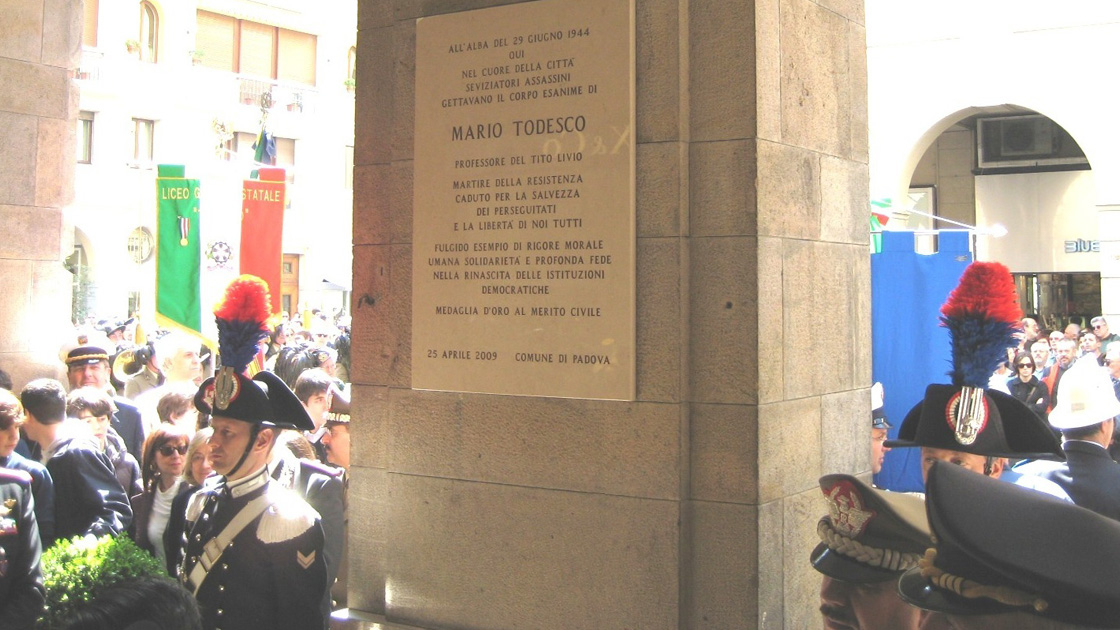 ALL'ALBA DEL 29 GIUGNO 1944
QUI
NEL CUORE DELLA CITTA'
SEVIZIATORI ASSASSINI
GETTAVANO IL CORPO ESANIME DI
MARIO TODESCO
PROFESSORE DEL TITO LIVIO
MARTIRE DELLA RESISTENZA
CADUTO PER LA SALVEZZA
DEI PERSEGUITATI
E LA LIBERTA' DI NOI TUTTI
FULGIDO ESEMPIO DI RIGORE MORALE
UMANA SOLIDARIETA' E PROFONDA FEDE
NELLA RINASCITA DELLE ISTITUZIONI
DEMOCRATICHE
MEDAGLIA D'ORO AL MERITO CIVILE
25 APRILE 2009 COMUNE DI PADOVA
LICEO G
STATALE